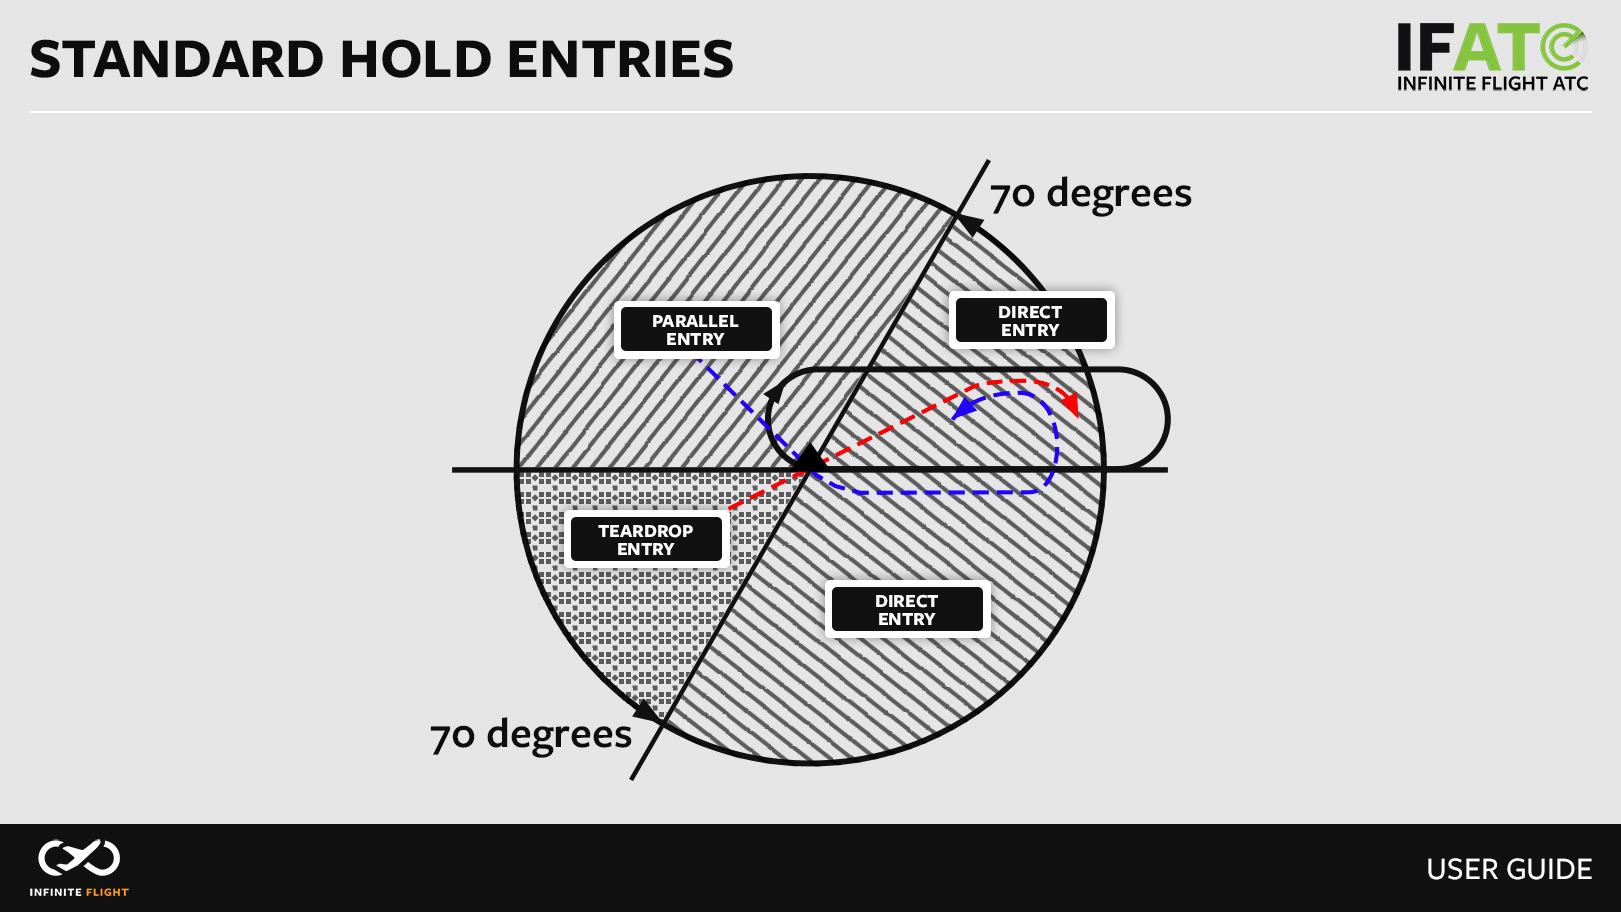 STANDARD HOLD ENTRIES
IFATC
INFINITE FLIGHT ATC
70 degrees
DIRECT
ENTRY
PARALLEL
ENTRY
TEARDROP
ENTRY
DIRECT
ENTRY
70 degrees
INFINITE FLIGHT
USER GUIDE